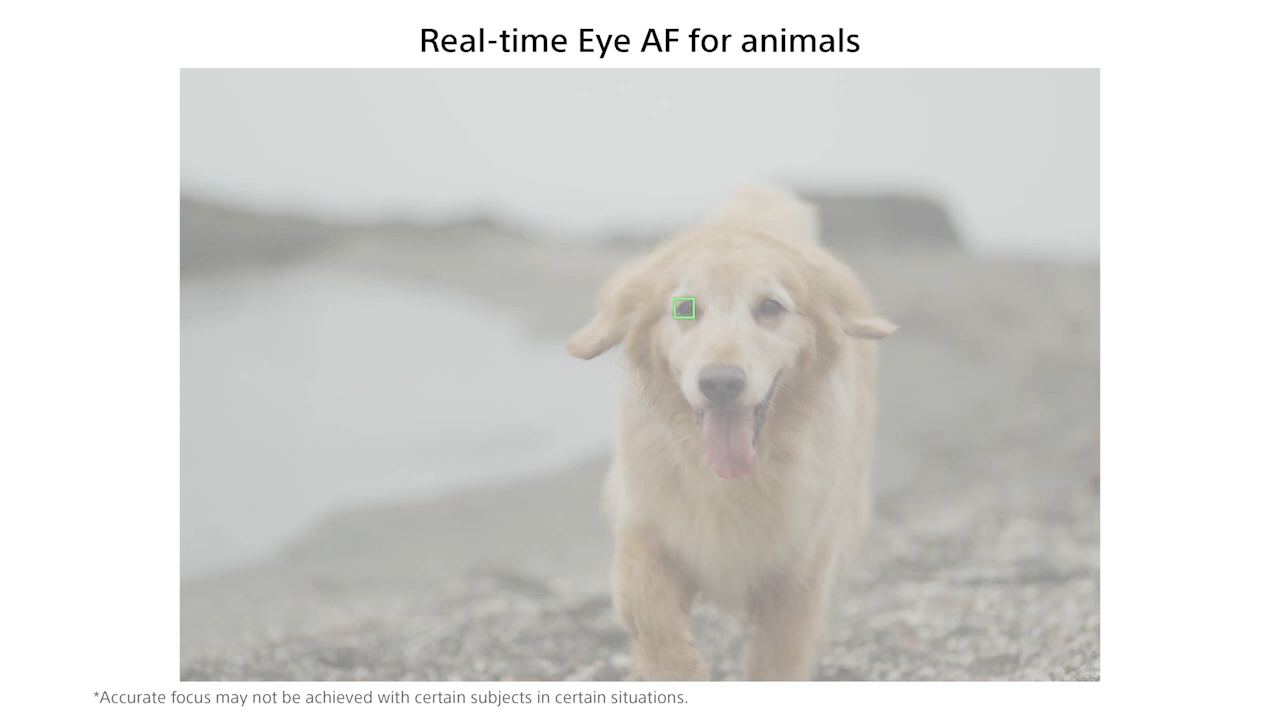 Real-time Eye AF for animals
*Accurate focus may not be achieved with certain subjects in certain situations.